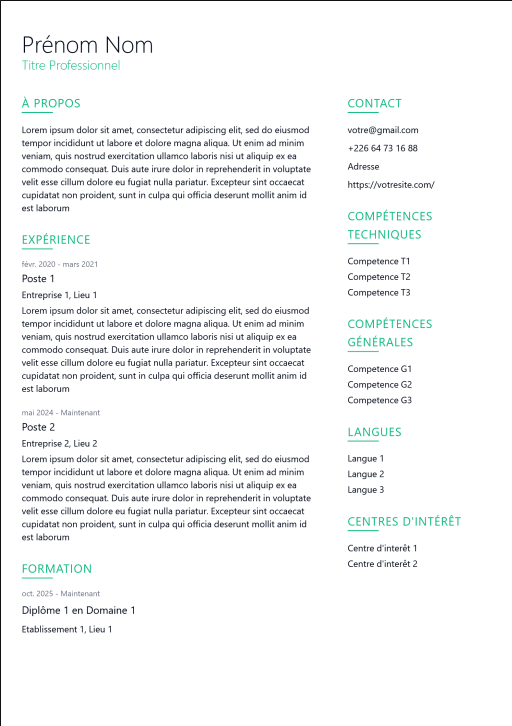 Prénom Nom
Titre Professionnel
À PROPOS
Lorem ipsum dolor sit amet, consectetur adipiscing elit, sed do eiusmod
tempor incididunt ut labore et dolore magna aliqua. Ut enim ad minim
veniam, quis nostrud exercitation ullamco laboris nisi ut aliquip ex ea
commodo consequat. Duis aute irure dolor in reprehenderit in voluptate
velit esse cillum dolore eu fugiat nulla pariatur. Excepteur sint occaecat
cupidatat non proident, sunt in culpa qui officia deserunt mollit anim id
est laborum
EXPÉRIENCE
févr. 2020 - mars 2021
Poste 1
Entreprise 1, Lieu 1
Lorem ipsum dolor sit amet, consectetur adipiscing elit, sed do eiusmod
tempor incididunt ut labore et dolore magna aliqua. Ut enim ad minim
veniam, quis nostrud exercitation ullamco laboris nisi ut aliquip ex ea
commodo consequat. Duis aute irure dolor in reprehenderit in voluptate
velit esse cillum dolore eu fugiat nulla pariatur. Excepteur sint occaecat
cupidatat non proident, sunt in culpa qui officia deserunt mollit anim id
est laborum
mai 2024 - Maintenant
Poste 2
Entreprise 2, Lieu 2
Lorem ipsum dolor sit amet, consectetur adipiscing elit, sed do eiusmod
tempor incididunt ut labore et dolore magna aliqua. Ut enim ad minim
veniam, quis nostrud exercitation ullamco laboris nisi ut aliquip ex ea
commodo consequat. Duis aute irure dolor in reprehenderit in voluptate
velit esse cillum dolore eu fugiat nulla pariatur. Excepteur sint occaecat
cupidatat non proident, sunt in culpa qui officia deserunt mollit anim id
est laborum
FORMATION
oct. 2025 - Maintenant
Diplôme 1 en Domaine 1
Etablissement 1, Lieu 1
CONTACT
votre@gmail.com
+226 64 73 16 88
Adresse
https://votresite.com/
COMPÉTENCES
TECHNIQUES
Competence T1
Competence T2
Competence T3
COMPÉTENCES
GÉNÉRALES
Competence G1
Competence G2
Competence G3
LANGUES
Langue 1
Langue 2
Langue 3
CENTRES D'INTÉRÊT
Centre d'interêt 1
Centre d'interêt 2